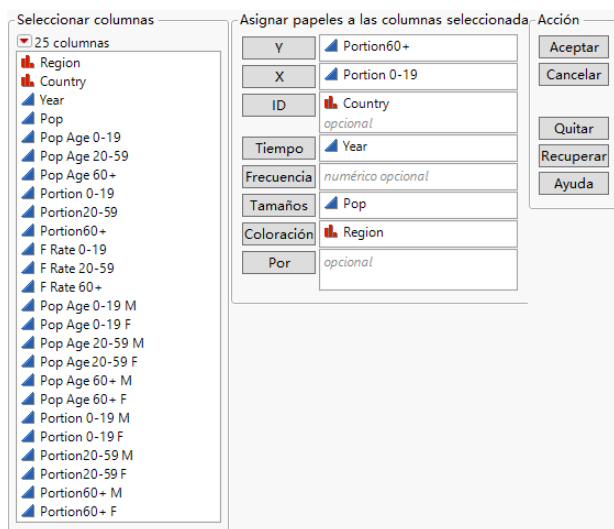 Seleccionar columnas
25 columnas
Region
Country
Year
Pop
Pop Age 0-19
Pop Age 20-59
Pop Age 60+
Portion 0-19
Portion20-59
Portion60+
F Rate 0-19
F Rate 20-59
F Rate 60+
Pop Age 0-19 M
Pop Age 0-19 F
Pop Age 20-59 M
Pop Age 20-59 F
Pop Age 60+ M
Pop Age 60+ F
Portion 0-19 M
Portion 0-19 F
Portion20-59 M
Portion20-59 F
Portion60+ M
Portion60+ F
Asignar papeles a las columnas seleccionada
Y Portion60+
X Portion 0-19
ID Country
opcional
Tiempo Year
Frecuencia numérico opcional
Tamaños Pop
Coloración Region
Por opcional
Acción
Aceptar
Cancelar
Quitar
Recuperar
Ayuda